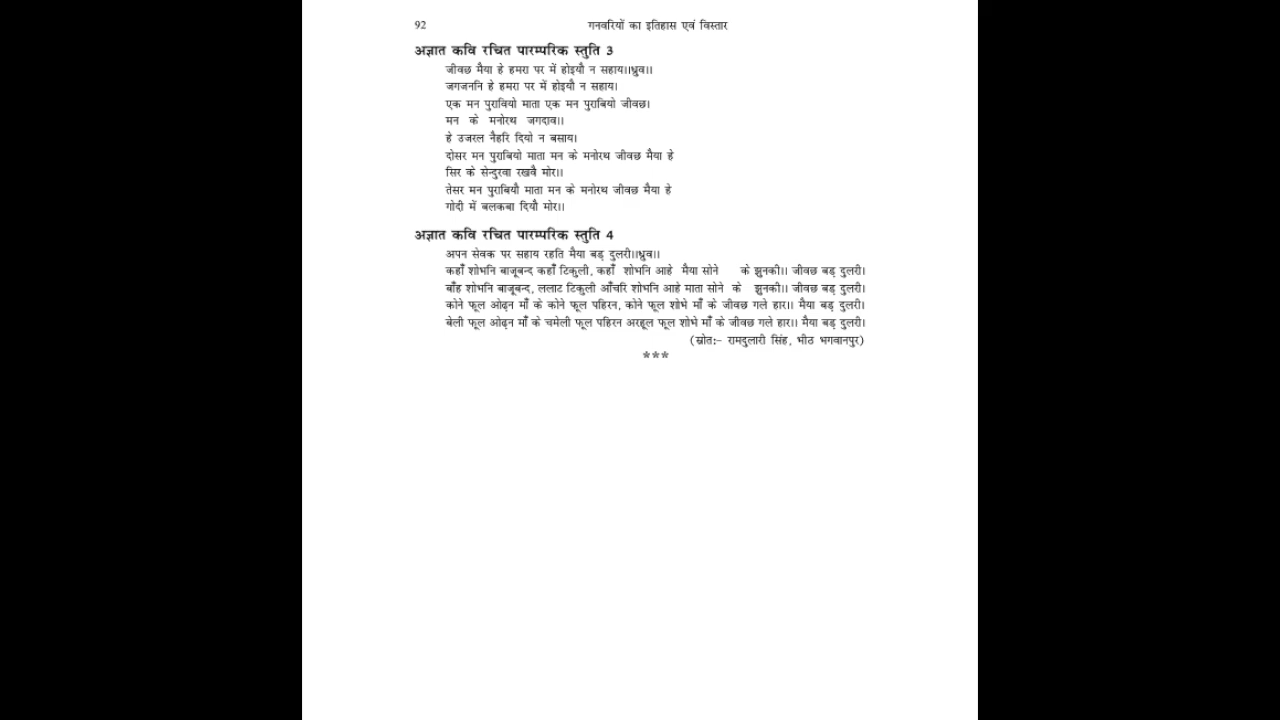 92 गनवरियों का इतिहास एवं विस्तार
अज्ञात कवि रचित पारम्परिक स्तुति 3
जीवछ मैया हे हमरा पर में होइयौ न सहाय।।ध्रुव।।
जगजननि हे हमरा पर में होइयौ न सहाय।
एक मन पुरावियो माता एक मन पुराबियो जीवछ।
मन के मनोरथ जगदाव।।
हे उजरल नैहरि दियो न बसाय।
दोसर मन पुराबियो माता मन के मनोरथ जीवछ मैया हे
सिर के सेन्दुरवा रखवै मोर।।
तेसर मन पुराबियौ माता मन के मनोरथ जीवछ मैया हे
गोदी में बलकबा दियौ मोर।।
अज्ञात कवि रचित पारम्परिक स्तुति 4
अपन सेवक पर सहाय रहति मैया बड़ दुलरी।।ध्रुव।।
कहाँ शोभनि बाजूबन्द कहाँ टिकुली, कहाँ शोभनि आहे मैया सोने के झुनकी।। जीवछ बड़ दुलरी।
बाँह शोभनि बाजूबन्द, ललाट टिकुली आँचरि शोभनि आहे माता सोने के झुनकी।। जीवछ बड़ दुलरी।
कोने फूल ओढ़न माँ के कोने फूल पहिरन, कोने फूल शोभे माँ के जीवछ गले हार।। मैया बड़ दुलरी।
बेली फूल ओढ़न माँ के चमेली फूल पहिरन अरहूल फूल शोभे माँ के जीवछ गले हार।। मैया बड़ दुलरी।
(स्रोतः- रामदुलारी सिंह, भीठ भगवानपुर)
***